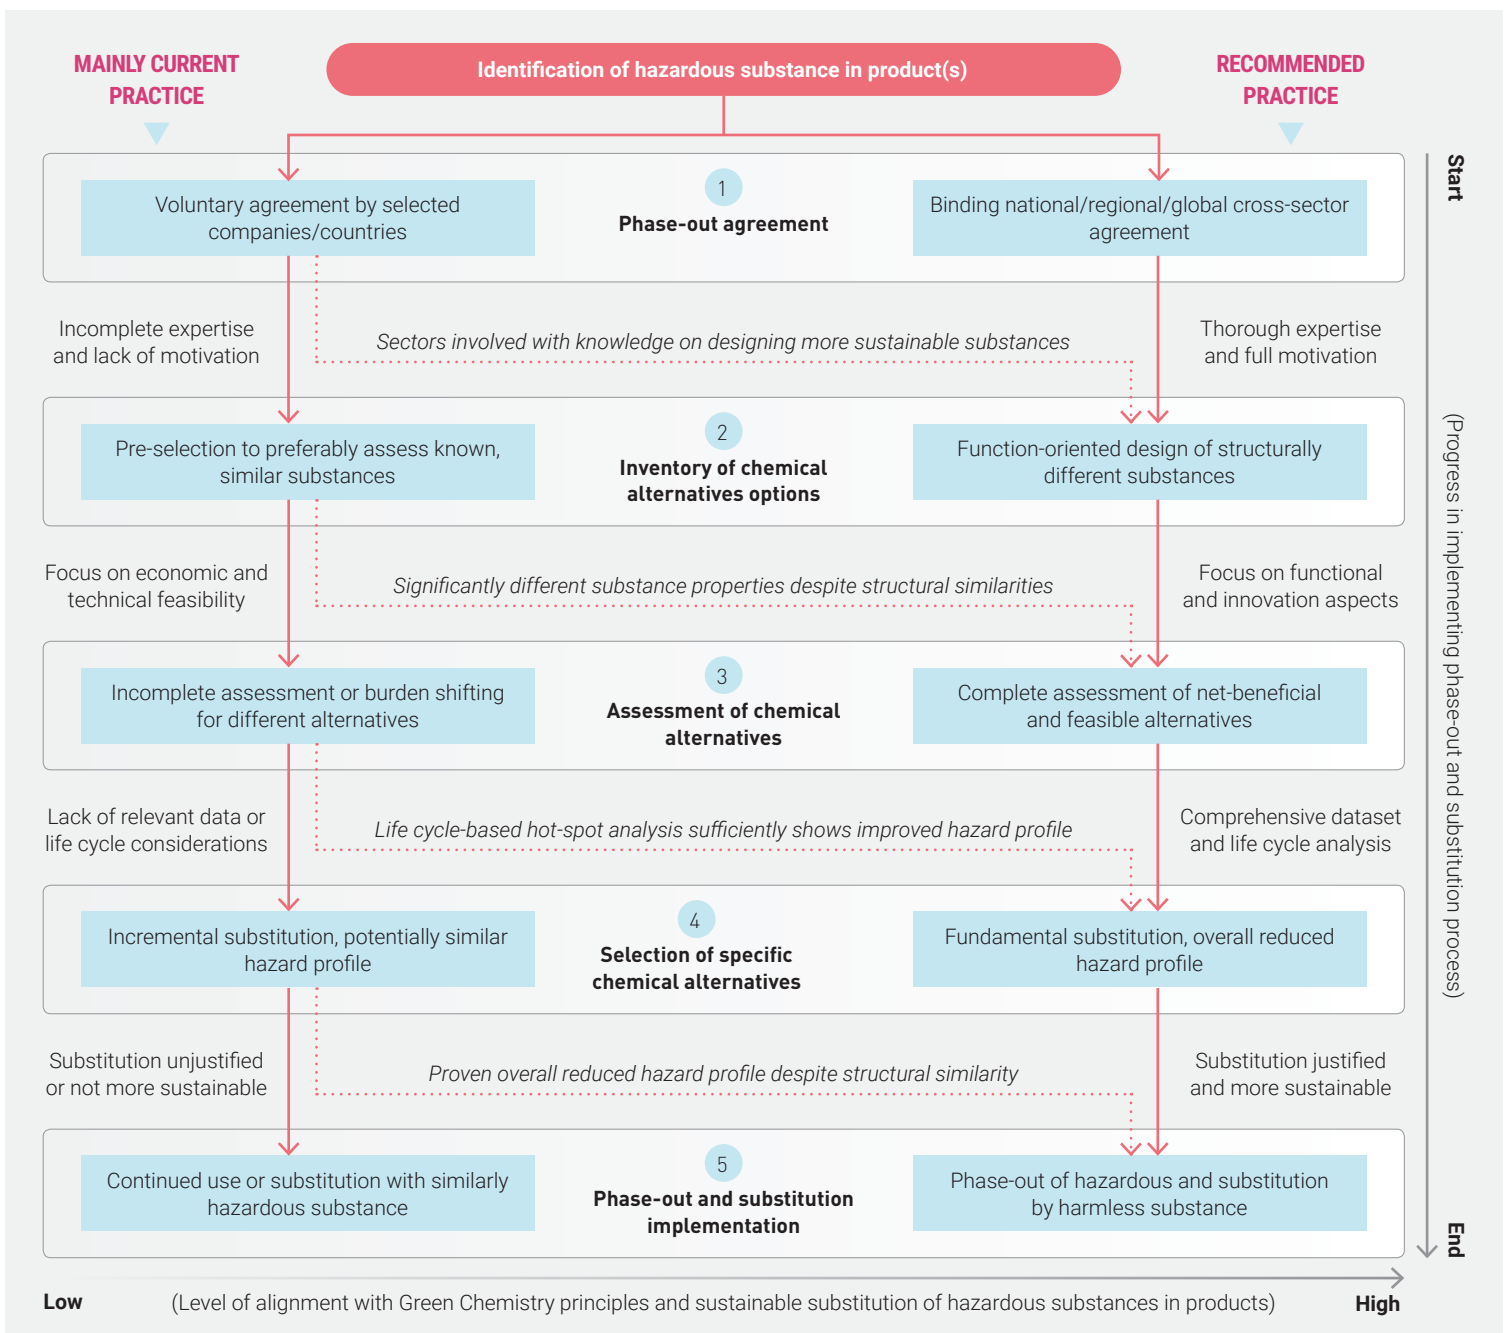 MAINLY CURRENT
PRACTICE
Identification of hazardous substance in product(s)
RECOMMENDED
PRACTICE
Start
Voluntary agreement by selected
companies/countries
1
Phase-out agreement
Binding national/regional/global cross-sector
agreement
Incomplete expertise
and lack of motivation
Sectors involved with knowledge on designing more sustainable substances
Thorough expertise
and full motivation
Pre-selection to preferably assess known,
similar substances
2
Inventory of chemical
alternatives options
Function-oriented design of structurally
different substances
Focus on economic and
technical feasibility
Significantly different substance properties despite structural similarities
Focus on functional
and innovation aspects
Incomplete assessment or burden shifting
for different alternatives
3
Assessment of chemical
alternatives
Complete assessment of net-beneficial
and feasible alternatives
(Progress in implementing phase-out and substitution process)
Lack of relevant data or
life cycle considerations
Life cycle-based hot-spot analysis sufficiently shows improved hazard profile
Comprehensive dataset
and life cycle analysis
Incremental substitution, potentially similar
hazard profile
4
Selection of specific
chemical alternatives
Fundamental substitution, overall reduced
hazard profile
Substitution unjustified
or not more sustainable
Proven overall reduced hazard profile despite structural similarity
Substitution justified
and more sustainable
Continued use or substitution with similarly
hazardous substance
5
Phase-out and substitution
implementation
Phase-out of hazardous and substitution
by harmless substance
End
Low
(Level of alignment with Green Chemistry principles and sustainable substitution of hazardous substances in products)
High